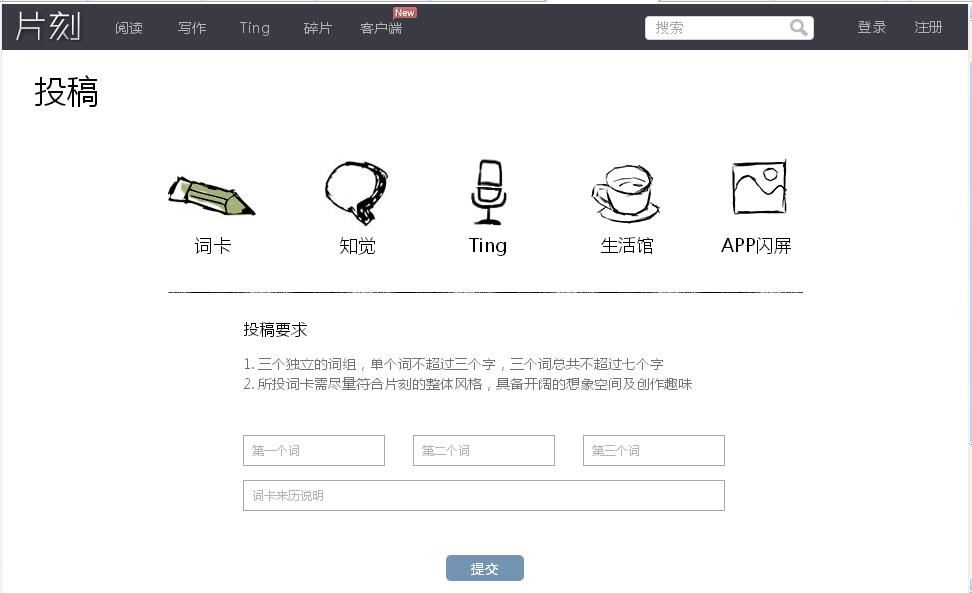 片刻 阅读 写作 Ting 碎片 客户端 New 搜索 登录 注册
投稿
词卡 知觉 Ting 生活馆 APP闪屏
投稿要求
1. 三个独立的词组，单个词不超过三个字，三个词总共不超过七个字
2. 所投词卡需尽量符合片刻的整体风格，具备开阔的想象空间及创作趣味
第一个词 第二个词 第三个词
词卡来历说明
提交